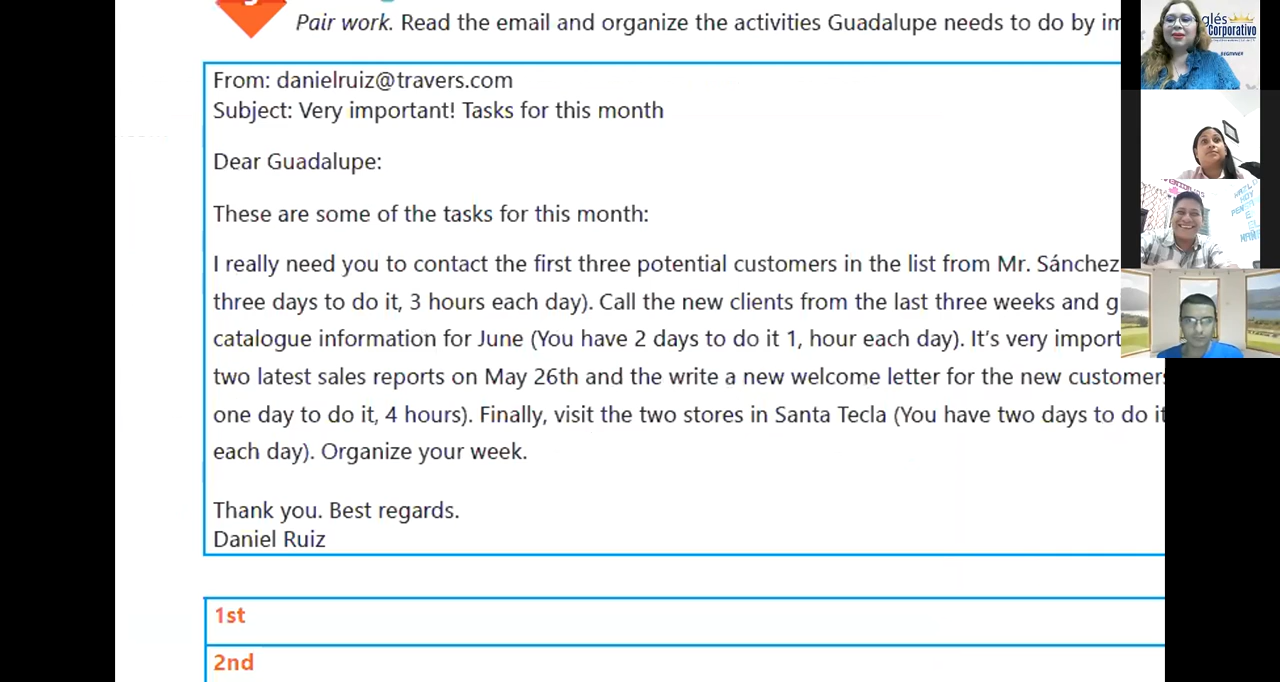 Pair work. Read the email and organize the activities Guadalupe needs to do by im
glés
Corporativo
BEGINNER
From: danielruiz@travers.com
Subject: Very important! Tasks for this month
Dear Guadalupe:
These are some of the tasks for this month:
I really need you to contact the first three potential customers in the list from Mr. Sánchez
three days to do it, 3 hours each day). Call the new clients from the last three weeks and g
catalogue information for June (You have 2 days to do it 1, hour each day). It's very import
two latest sales reports on May 26th and the write a new welcome letter for the new customers
one day to do it, 4 hours). Finally, visit the two stores in Santa Tecla (You have two days to do it
each day). Organize your week.
Thank you. Best regards.
Daniel Ruiz
1st
2nd